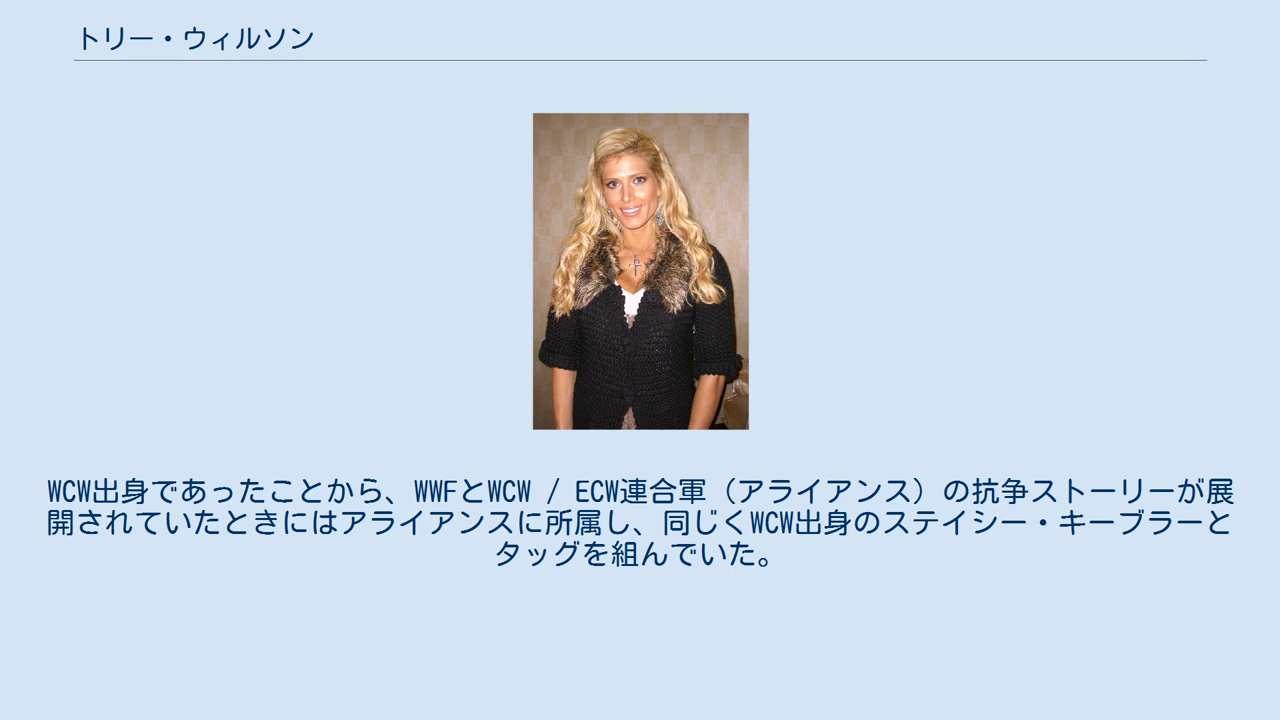 トリー・ウィルソン
WCW出身であったことから、WWFとWCW / ECW連合軍（アライアンス）の抗争ストーリーが展
開されていたときにはアライアンスに所属し、同じくWCW出身のステイシー・キーブラーと
タッグを組んでいた。